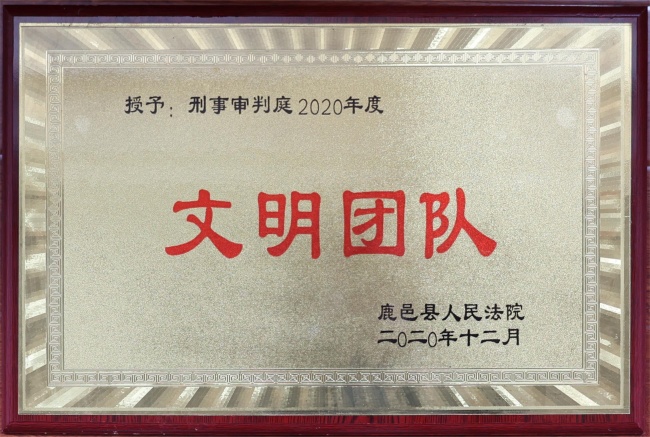 授予：刑事审判庭2020年度
文明团队
鹿邑县人民法院
二〇二〇年十二月